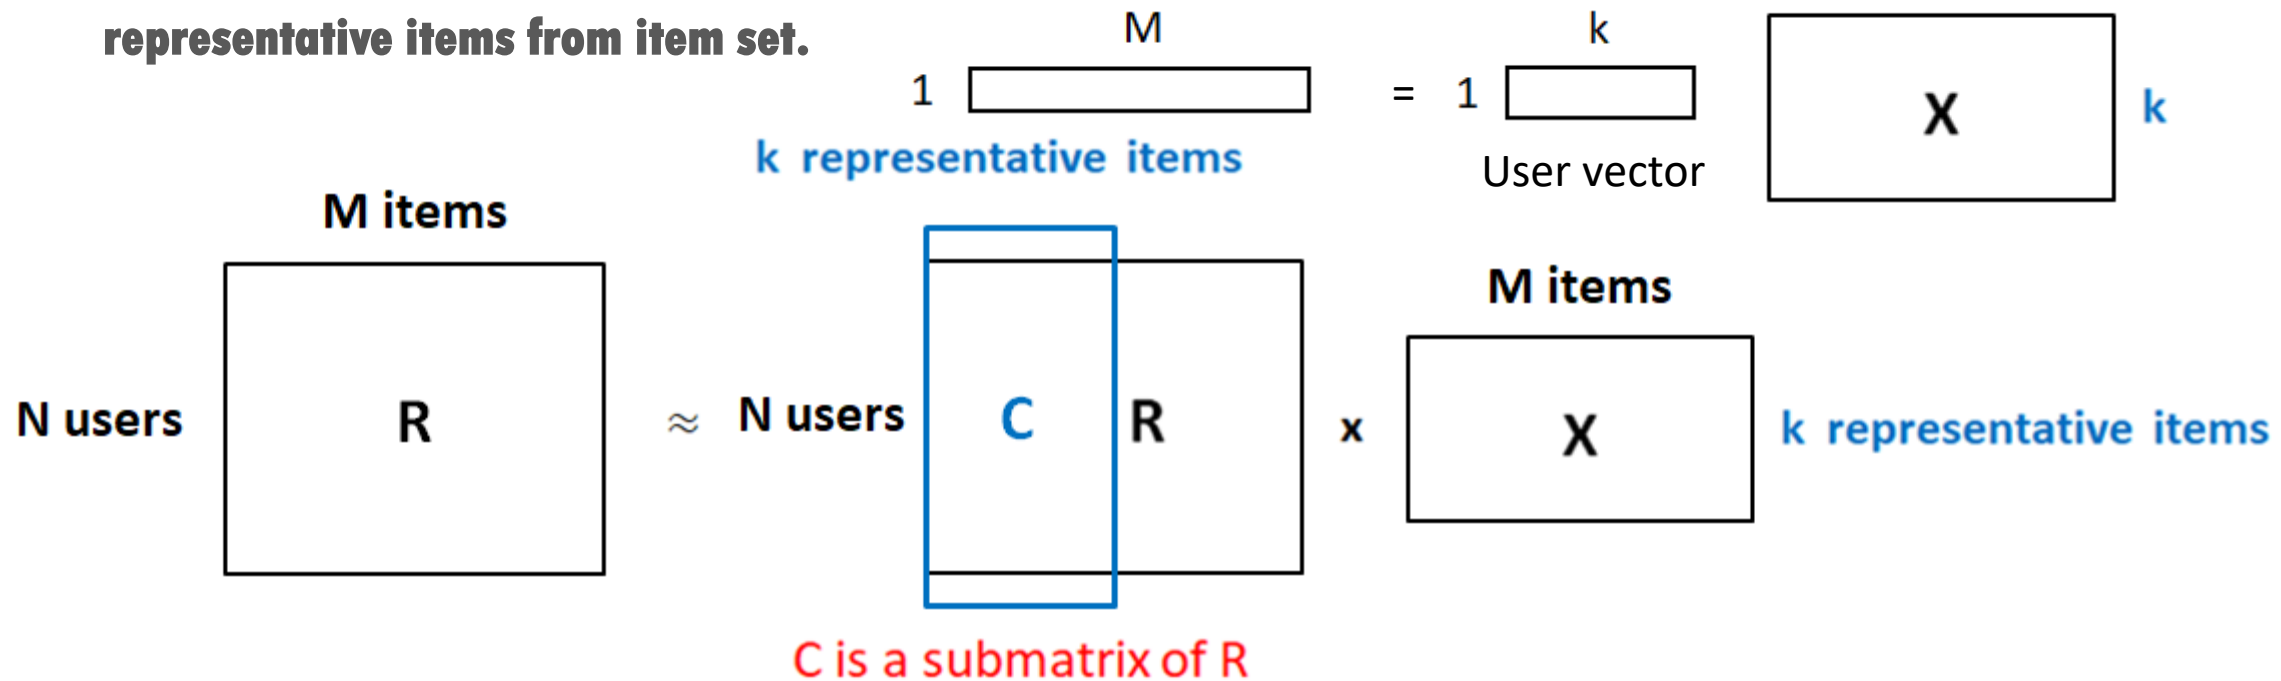 representative items from item set.
M
k
1
= 1
X
k
k representative items
User vector
M items
M items
N users
R
≈
N users
C
R
x
X
k representative items
C is a submatrix of R